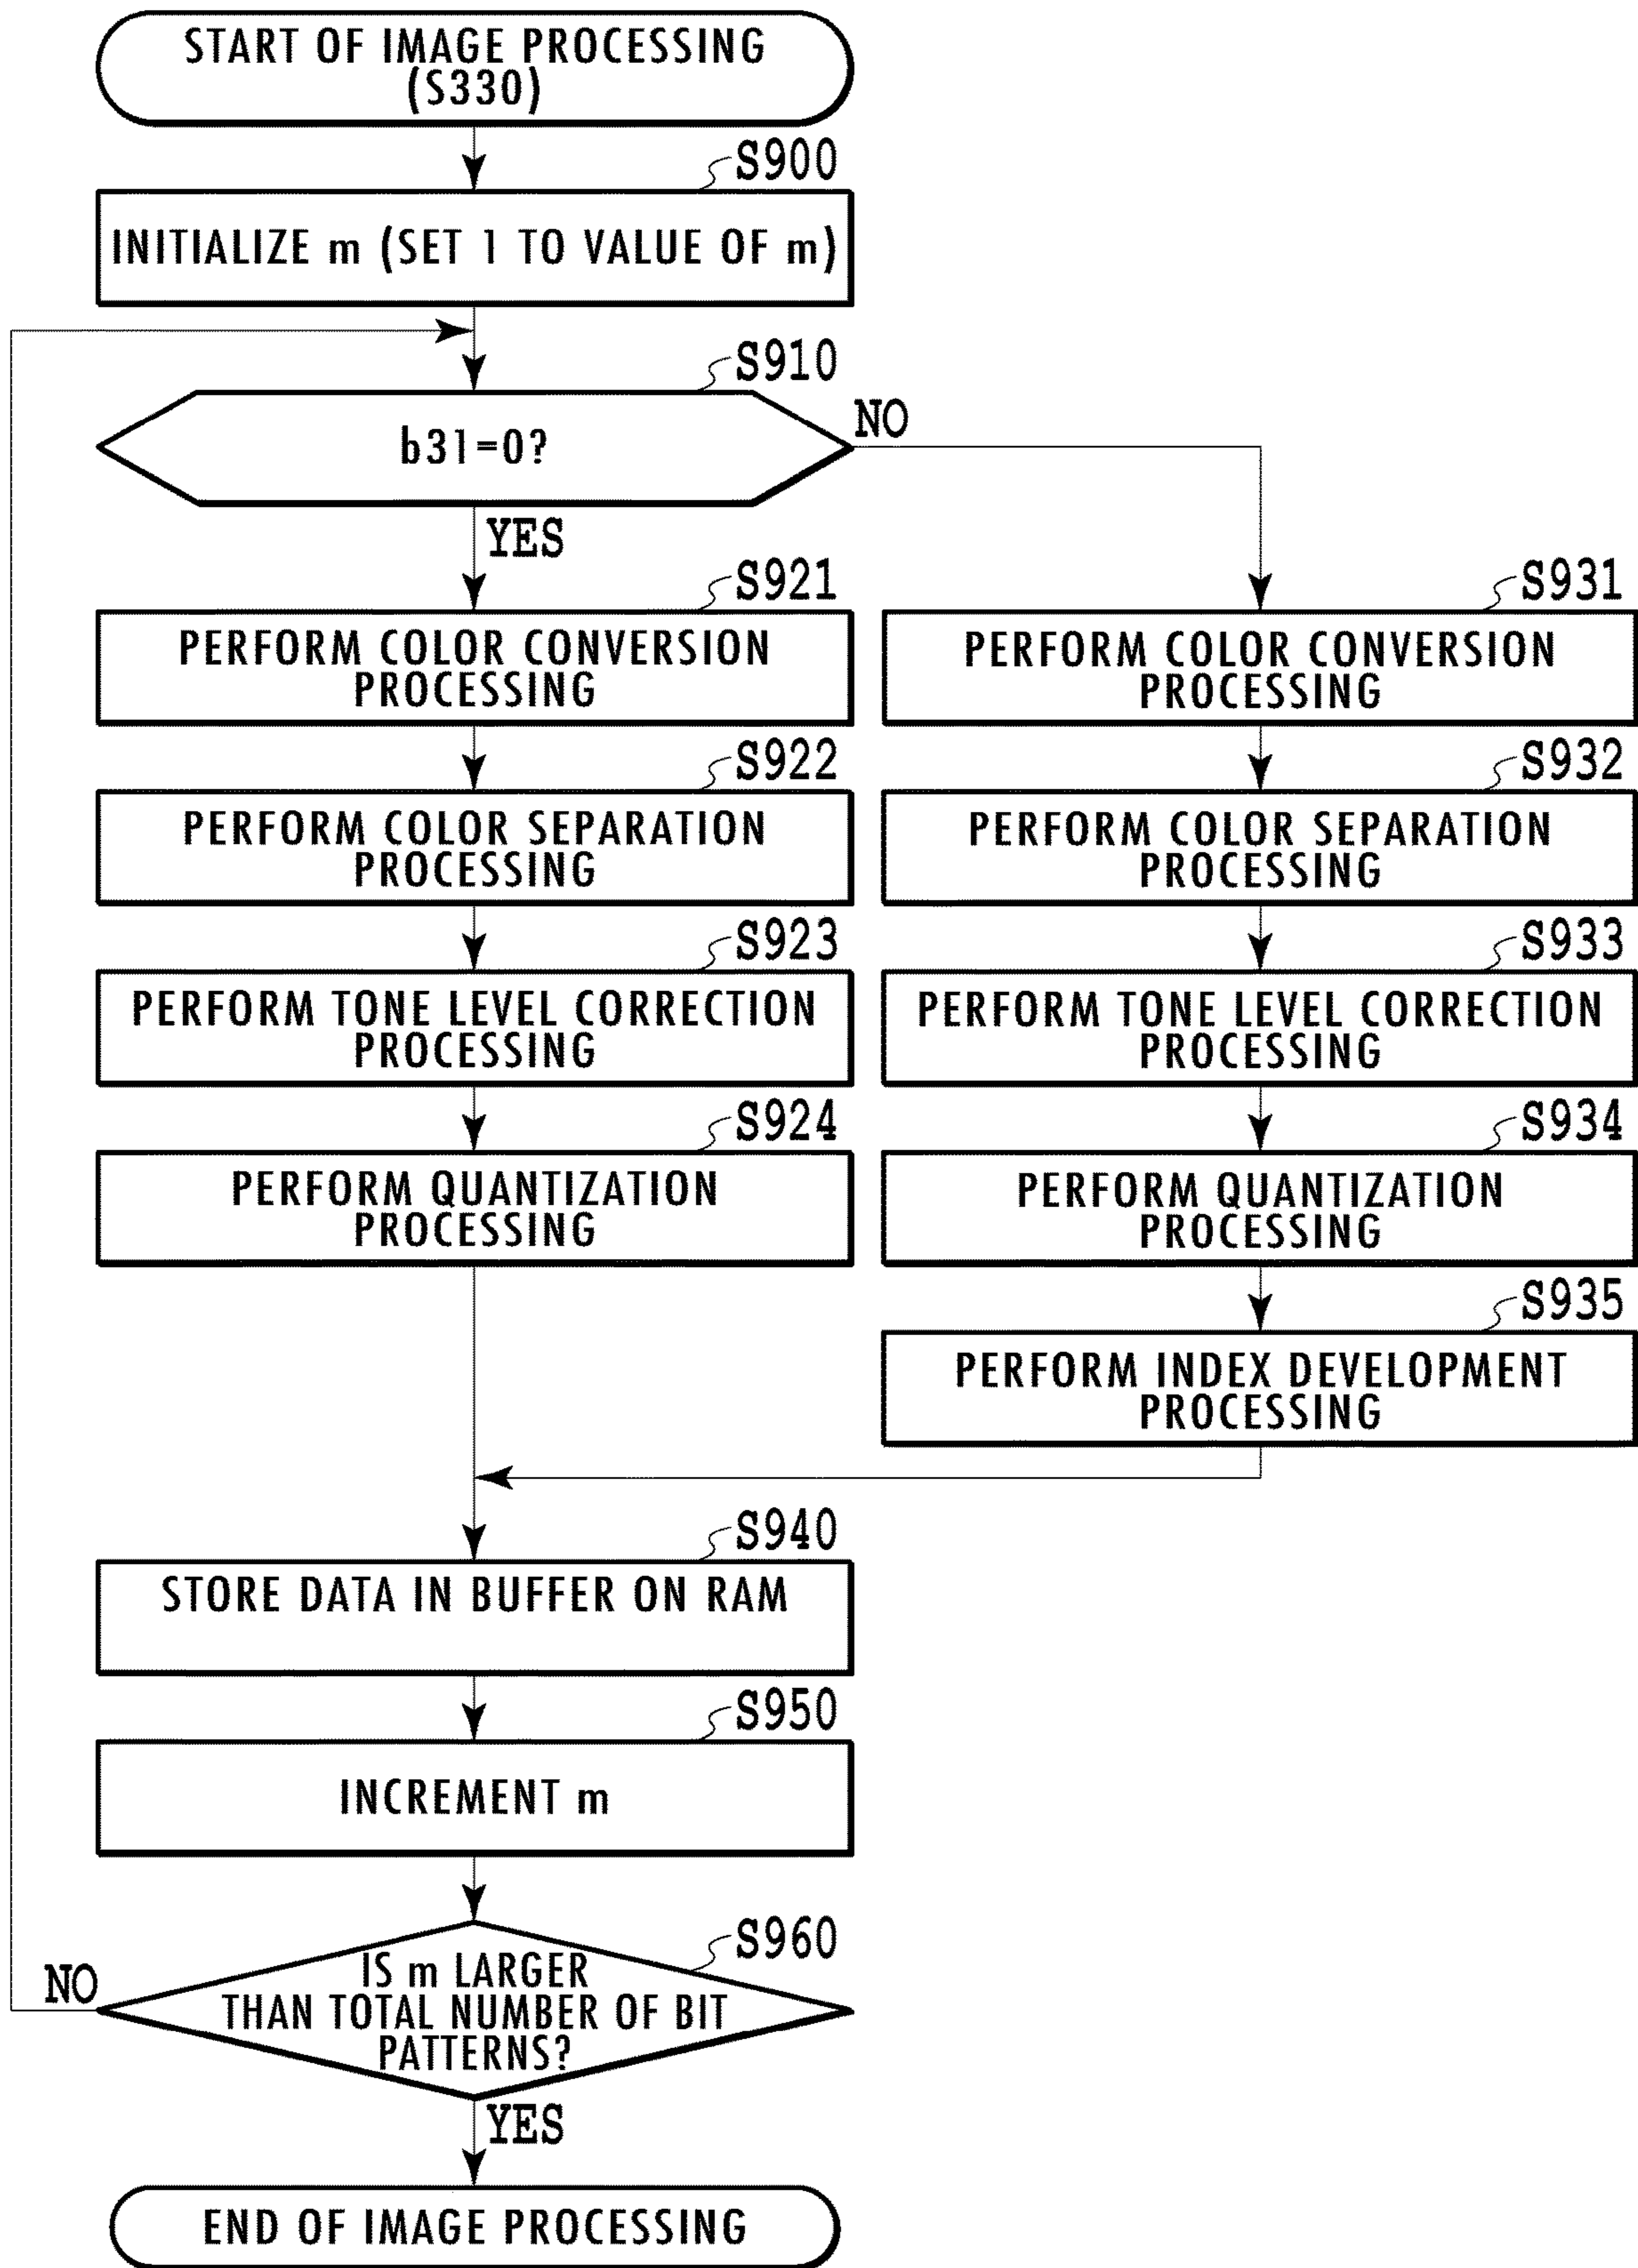 START OF IMAGE PROCESSING
(S330)
S900
INITIALIZE m (SET 1 TO VALUE OF m)
S910
b31=0?
NO
YES
S921
PERFORM COLOR CONVERSION
PROCESSING
S931
PERFORM COLOR CONVERSION
PROCESSING
S922
PERFORM COLOR SEPARATION
PROCESSING
S932
PERFORM COLOR SEPARATION
PROCESSING
S923
PERFORM TONE LEVEL CORRECTION
PROCESSING
S933
PERFORM TONE LEVEL CORRECTION
PROCESSING
S924
PERFORM QUANTIZATION
PROCESSING
S934
PERFORM QUANTIZATION
PROCESSING
S935
PERFORM INDEX DEVELOPMENT
PROCESSING
S940
STORE DATA IN BUFFER ON RAM
S950
INCREMENT m
S960
IS m LARGER
THAN TOTAL NUMBER OF BIT
PATTERNS?
NO
YES
END OF IMAGE PROCESSING